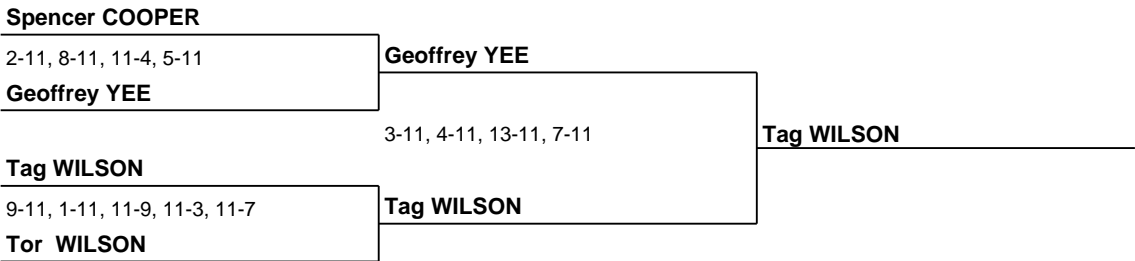 Spencer COOPER
2-11, 8-11, 11-4, 5-11
Geoffrey YEE
Geoffrey YEE
3-11, 4-11, 13-11, 7-11
Tag WILSON
Tag WILSON
9-11, 1-11, 11-9, 11-3, 11-7
Tag WILSON
Tor WILSON